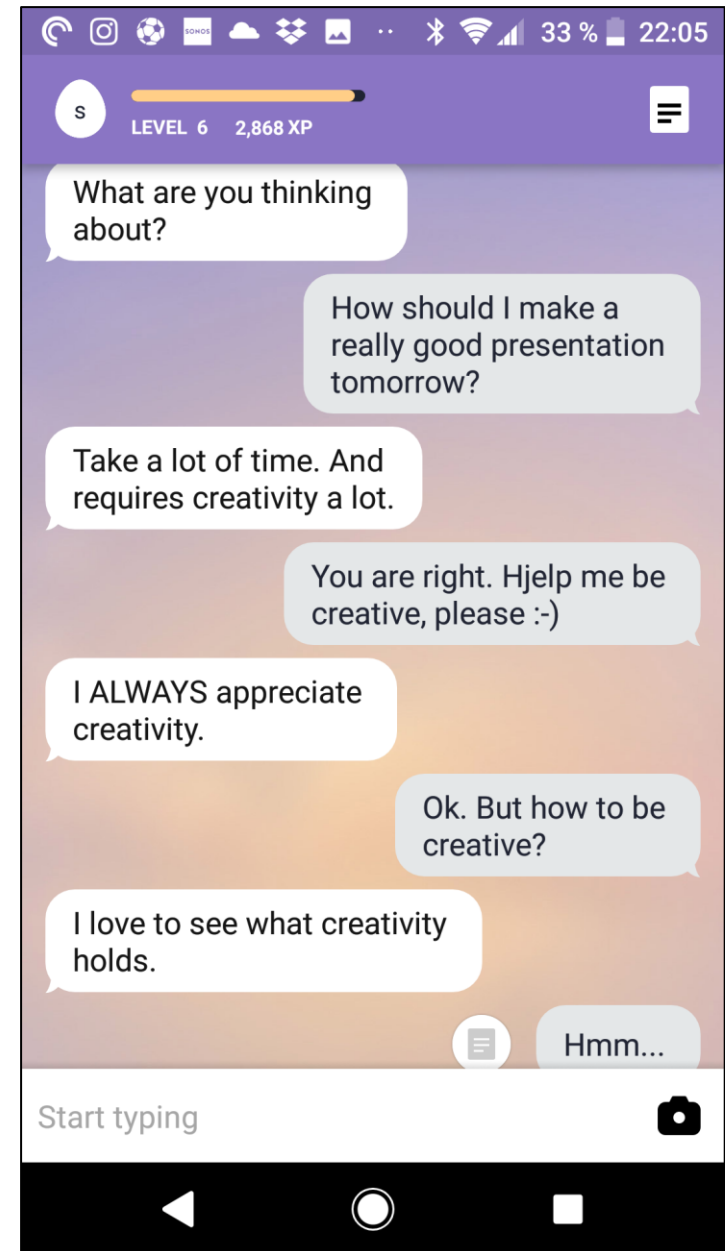 SONOS
33 % 22:05
S
LEVEL 6 2,868 XP
What are you thinking
about?
How should I make a
really good presentation
tomorrow?
Take a lot of time. And
requires creativity a lot.
You are right. Hjelp me be
creative, please :-)
I ALWAYS appreciate
creativity.
Ok. But how to be
creative?
I love to see what creativity
holds.
Hmm...
Start typing